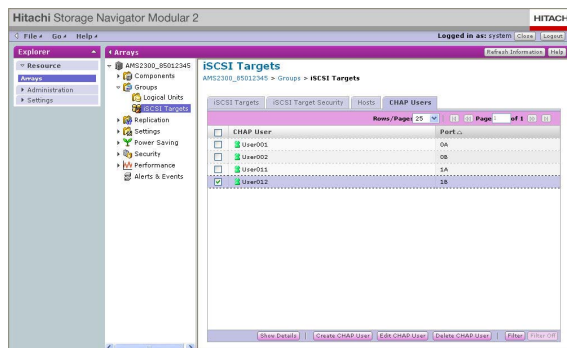 Hitachi Storage Navigator Modular 2
HITACH
File Go Help
Logged in as: system Close Logout
Explorer
Arrays
Refresh Information Help
Resource
Arrays
Administration
Settings
AMS2300_85012345
Components
Groups
Logical Units
iSCSI Targets
Replication
Settings
Power Saving
Security
Performance
Alerts & Events
iSCSI Targets
AMS2300_85012345 > Groups > iSCSI Targets
iSCSI Targets iSCSI Target Security Hosts CHAP Users
Rows/Page: 25 Page 1 of 1
CHAP User Port
User001 0A
User002 0B
User011 1A
User012 1B
Show Details Create CHAP User Edit CHAP User Delete CHAP User Filter Filter Off